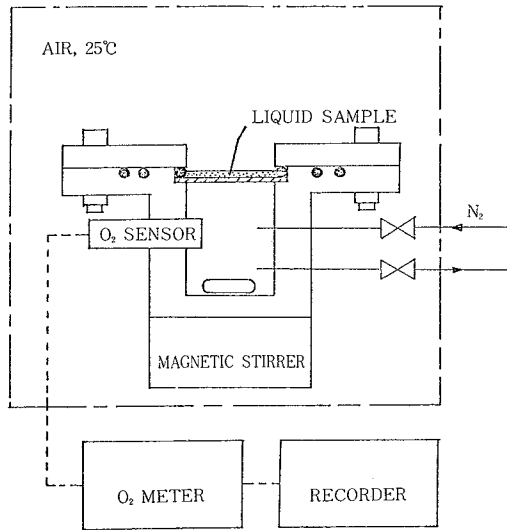 AIR, 25℃
LIQUID SAMPLE
N₂
O₂ SENSOR
MAGNETIC STIRRER
O₂ METER
RECORDER